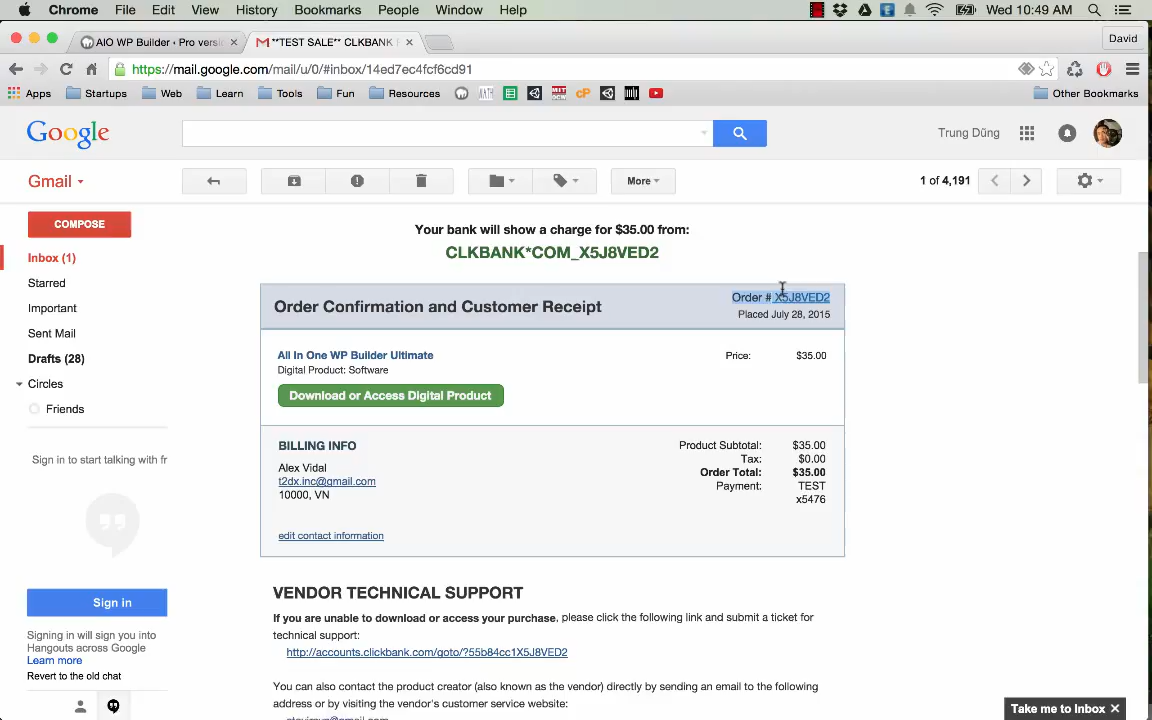 Chrome File Edit View History Bookmarks People Window Help Wed 10:49 AM
AIO WP Builder • Pro versio
**TEST SALE** CLKBANK
David
https://mail.google.com/mail/u/0/#inbox/14ed7ec4fcf6cd91
Apps Startups Web Learn Tools Fun Resources Other Bookmarks
Google
Trung Dũng
Gmail
More
1 of 4,191
COMPOSE
Inbox (1)
Starred
Important
Sent Mail
Drafts (28)
Circles
Friends
Sign in to start talking with fr
Sign in
Signing in will sign you into
Hangouts across Google
Learn more
Revert to the old chat
Your bank will show a charge for $35.00 from:
CLKBANK*COM_X5J8VED2
Order Confirmation and Customer Receipt
Order # X5J8VED2
Placed July 28, 2015
All In One WP Builder Ultimate
Price: $35.00
Digital Product: Software
Download or Access Digital Product
BILLING INFO
Alex Vidal
t2dx.inc@gmail.com
10000, VN
edit contact information
Product Subtotal: $35.00
Tax: $0.00
Order Total: $35.00
Payment: TEST
x5476
VENDOR TECHNICAL SUPPORT
If you are unable to download or access your purchase, please click the following link and submit a ticket for
technical support:
http://accounts.clickbank.com/goto/?55b84cc1X5J8VED2
You can also contact the product creator (also known as the vendor) directly by sending an email to the following
address or by visiting the vendor's customer service website:
Take me to Inbox